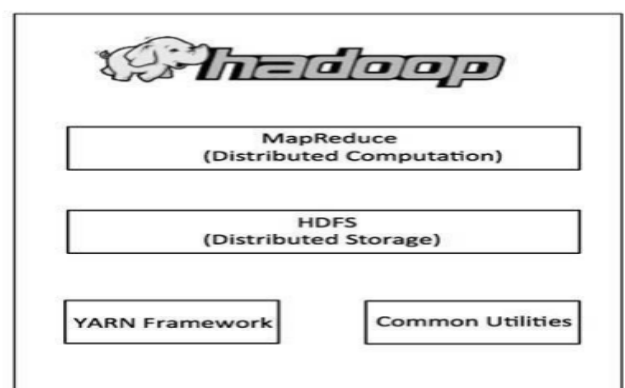 hadoop
MapReduce
(Distributed Computation)
HDFS
(Distributed Storage)
YARN Framework
Common Utilities